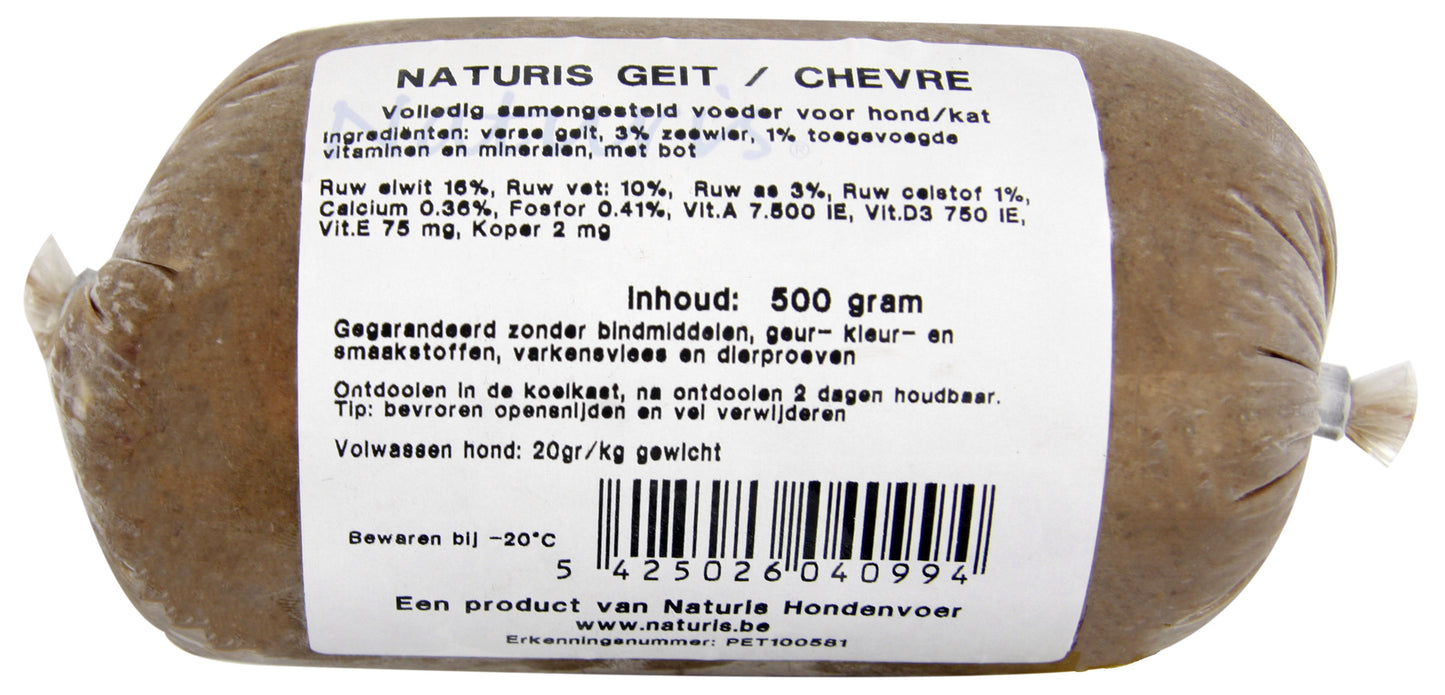 NATURIS GEIT / CHEVRE
Volledig samengesteld voeder voor hond/kat
Ingrediënten: verse geit, 3% zeewier, 1% toegevoegde
vitaminen en mineralen, met bot
Ruw eiwit 16%, Ruw vet: 10%, Ruw as 3%, Ruw celstof 1%,
Calcium 0.36%, Fosfor 0.41%, Vit.A 7.500 IE, Vit.D3 750 IE,
Vit.E 75 mg, Koper 2 mg
Inhoud: 500 gram
Gegarandeerd zonder bindmiddelen, geur- kleur- en
smaakstoffen, varkensvlees en dierproeven
Ontdooien in de koelkast, na ontdooien 2 dagen houdbaar.
Tip: bevroren opensnijden en vel verwijderen
Volwassen hond: 20gr/kg gewicht
Bewaren bij -20°C
5 425026 040994
Een product van Naturis Hondenvoer
www.naturis.be
Erkenningsnummer: PET100581
Naturis ®